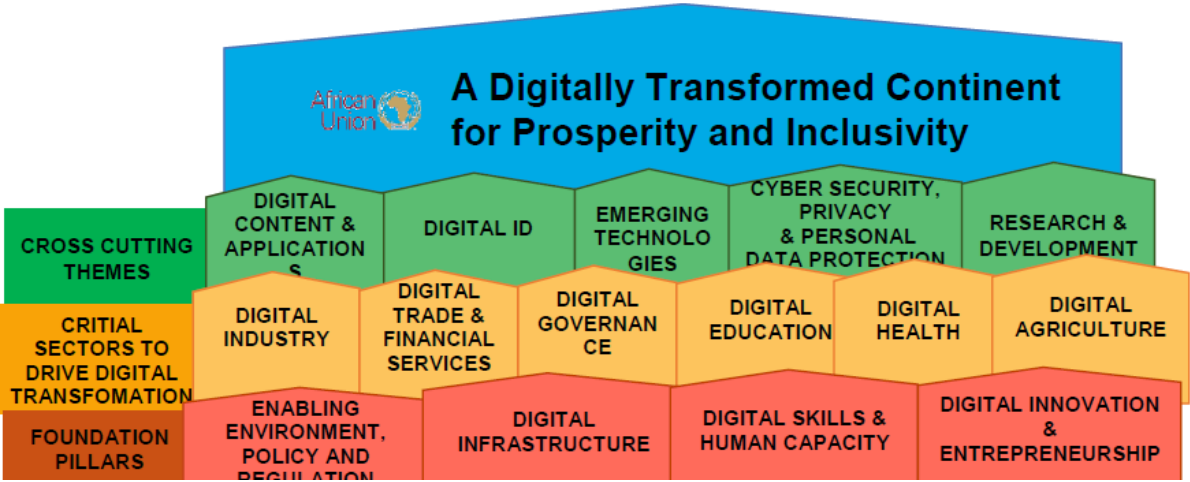 African
Union
A Digitally Transformed Continent
for Prosperity and Inclusivity
CROSS CUTTING
THEMES
DIGITAL
CONTENT &
APPLICATION
S
DIGITAL ID
EMERGING
TECHNOLO
GIES
CYBER SECURITY,
PRIVACY
& PERSONAL
DATA PROTECTION
RESEARCH &
DEVELOPMENT
CRITIAL
SECTORS TO
DRIVE DIGITAL
TRANSFOMATION
DIGITAL
INDUSTRY
DIGITAL
TRADE &
FINANCIAL
SERVICES
DIGITAL
GOVERNAN
CE
DIGITAL
EDUCATION
DIGITAL
HEALTH
DIGITAL
AGRICULTURE
FOUNDATION
PILLARS
ENABLING
ENVIRONMENT,
POLICY AND
REGULATION
DIGITAL
INFRASTRUCTURE
DIGITAL SKILLS &
HUMAN CAPACITY
DIGITAL INNOVATION
&
ENTREPRENEURSHIP